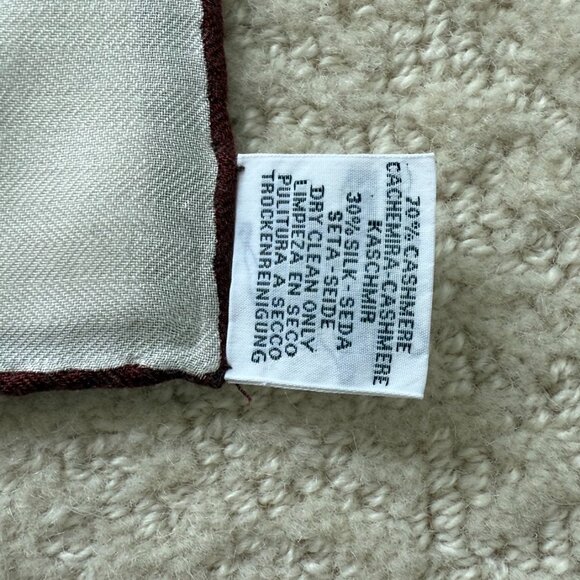 70% CASHMERE
CACHEMIRA-CASHMERE
KASCHMIR
30% SILK-SEDA
SETA-SEIDE
DRY CLEAN ONLY
LIMPIEZA EN SECO
PULITURA A SECCO
TROCKENREINIGUNG